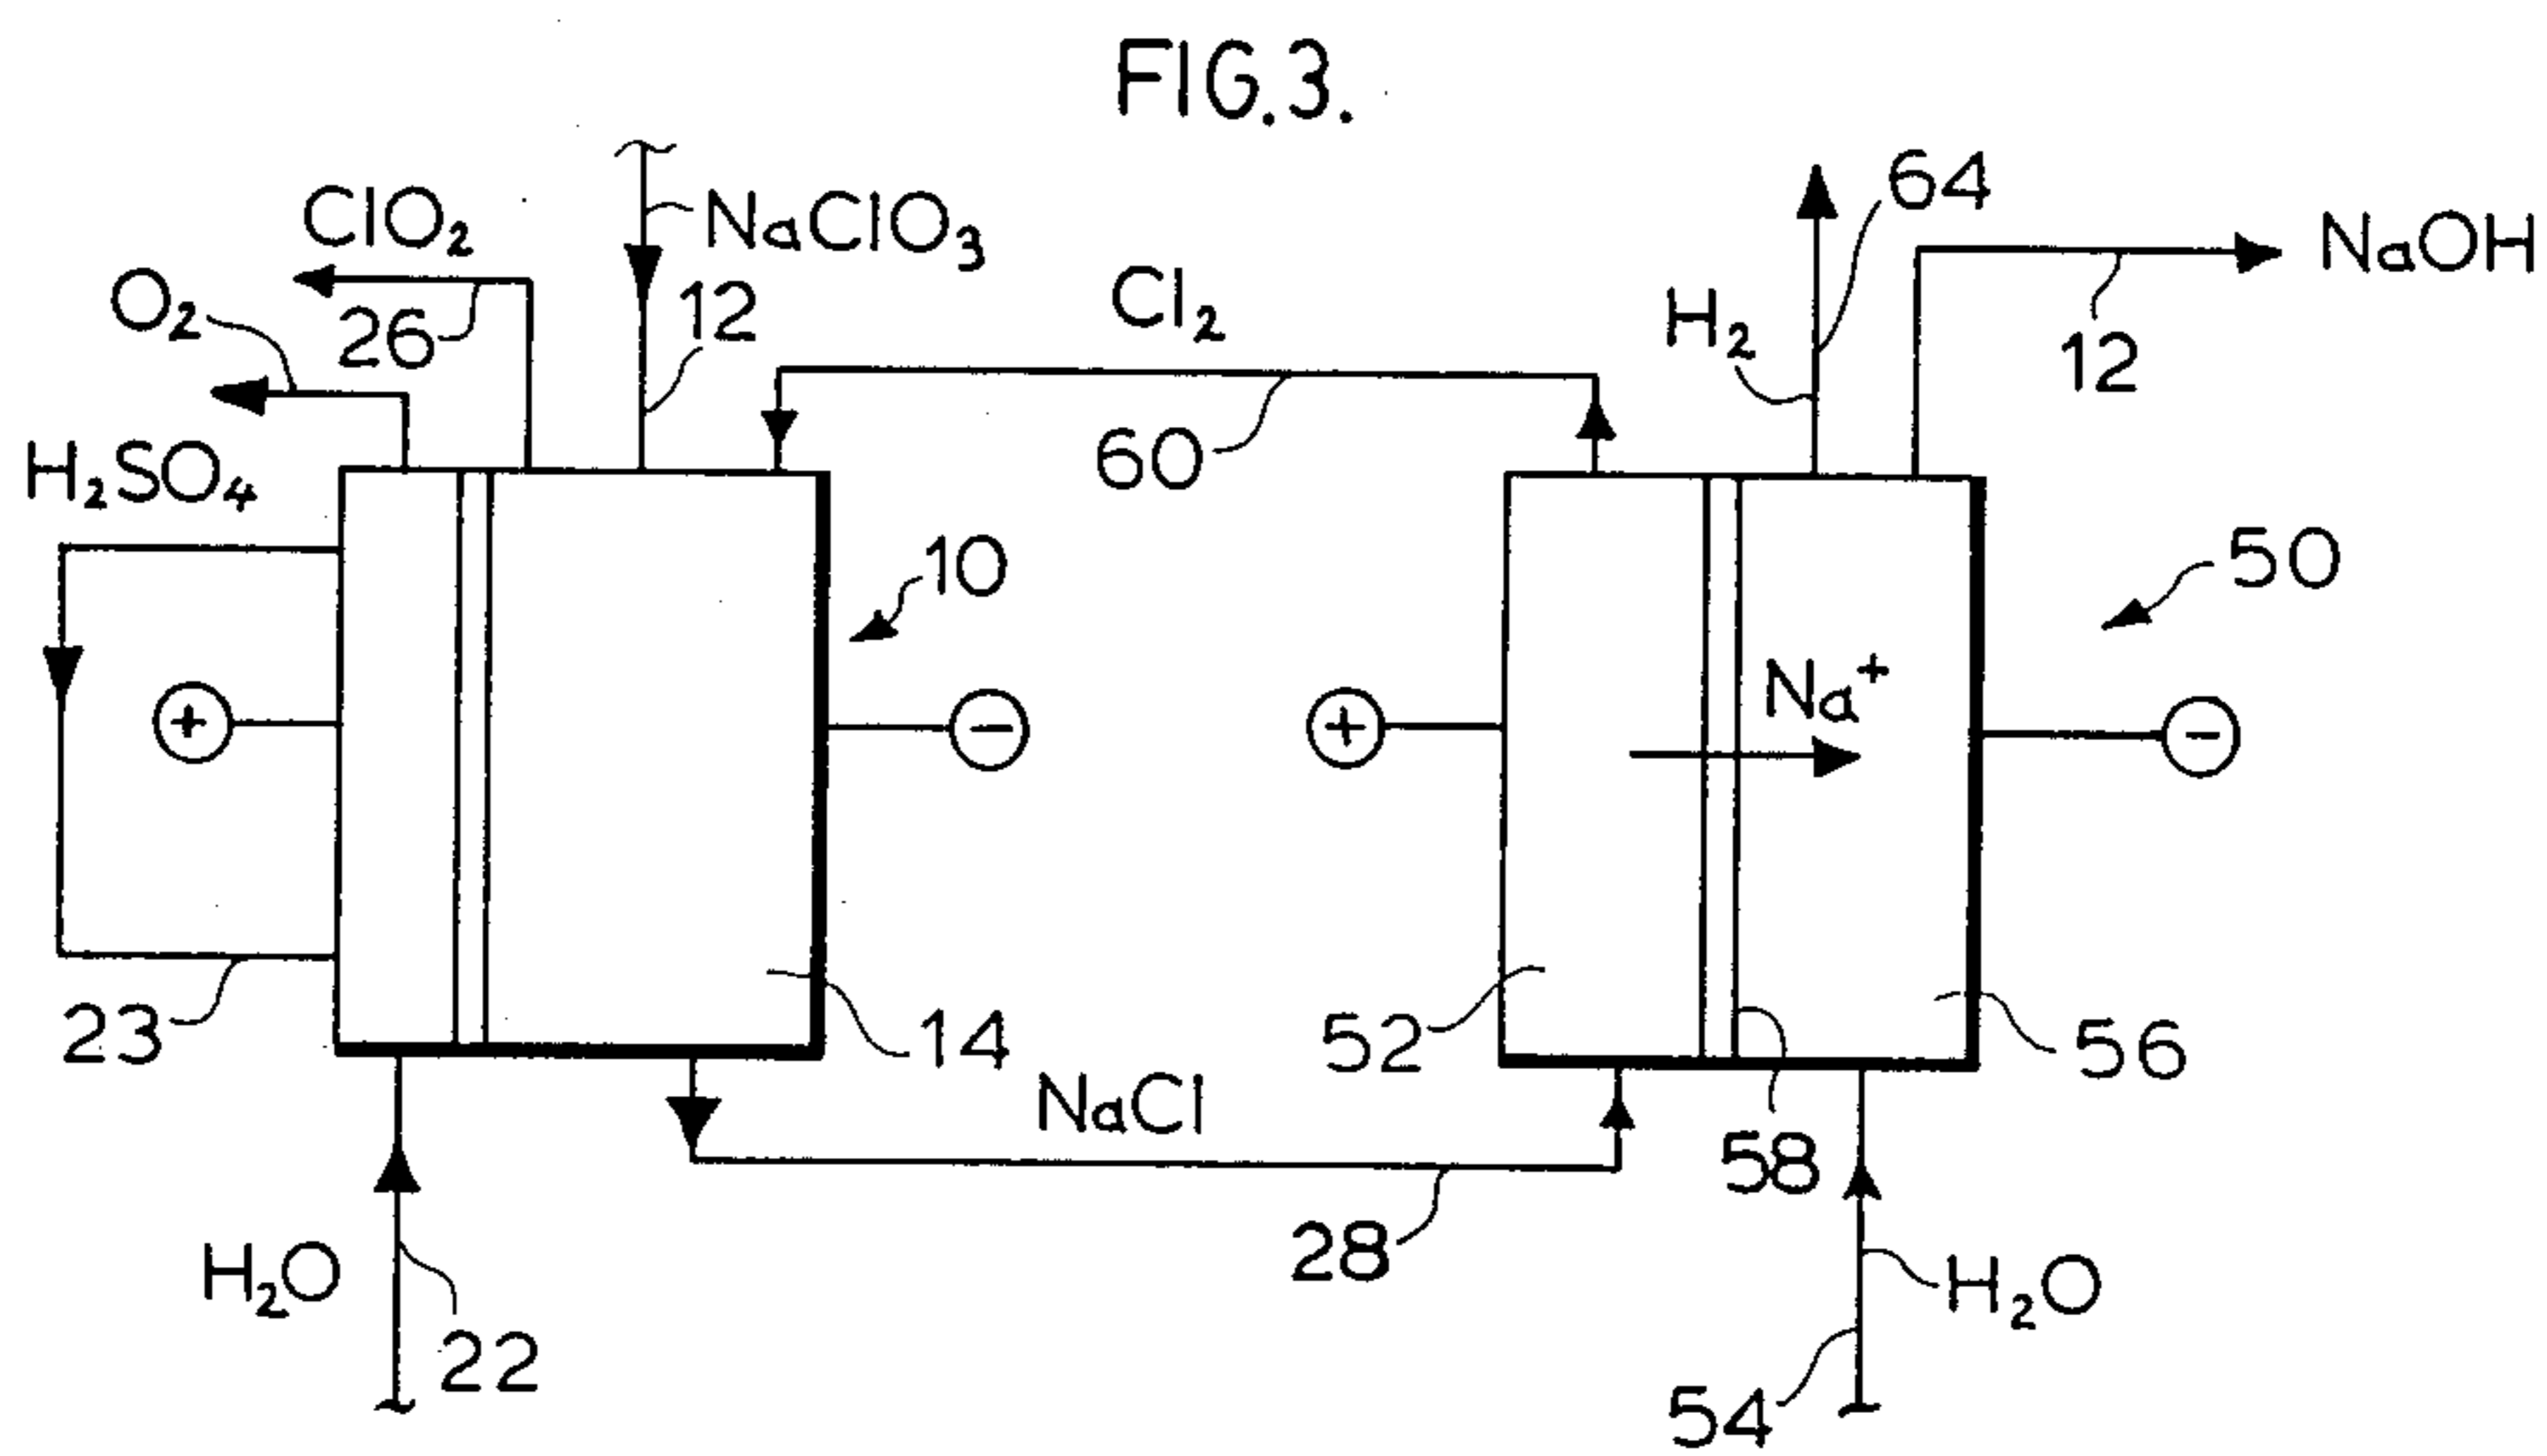 FIG.3.
64
ClO₂
NaClO₃
NaOH
O₂
26
12
Cl₂
H₂
12
60
H₂SO₄
10
50
Na⁺
+
−
+
−
23
14
52
56
NaCl
58
28
H₂O
H₂O
22
54